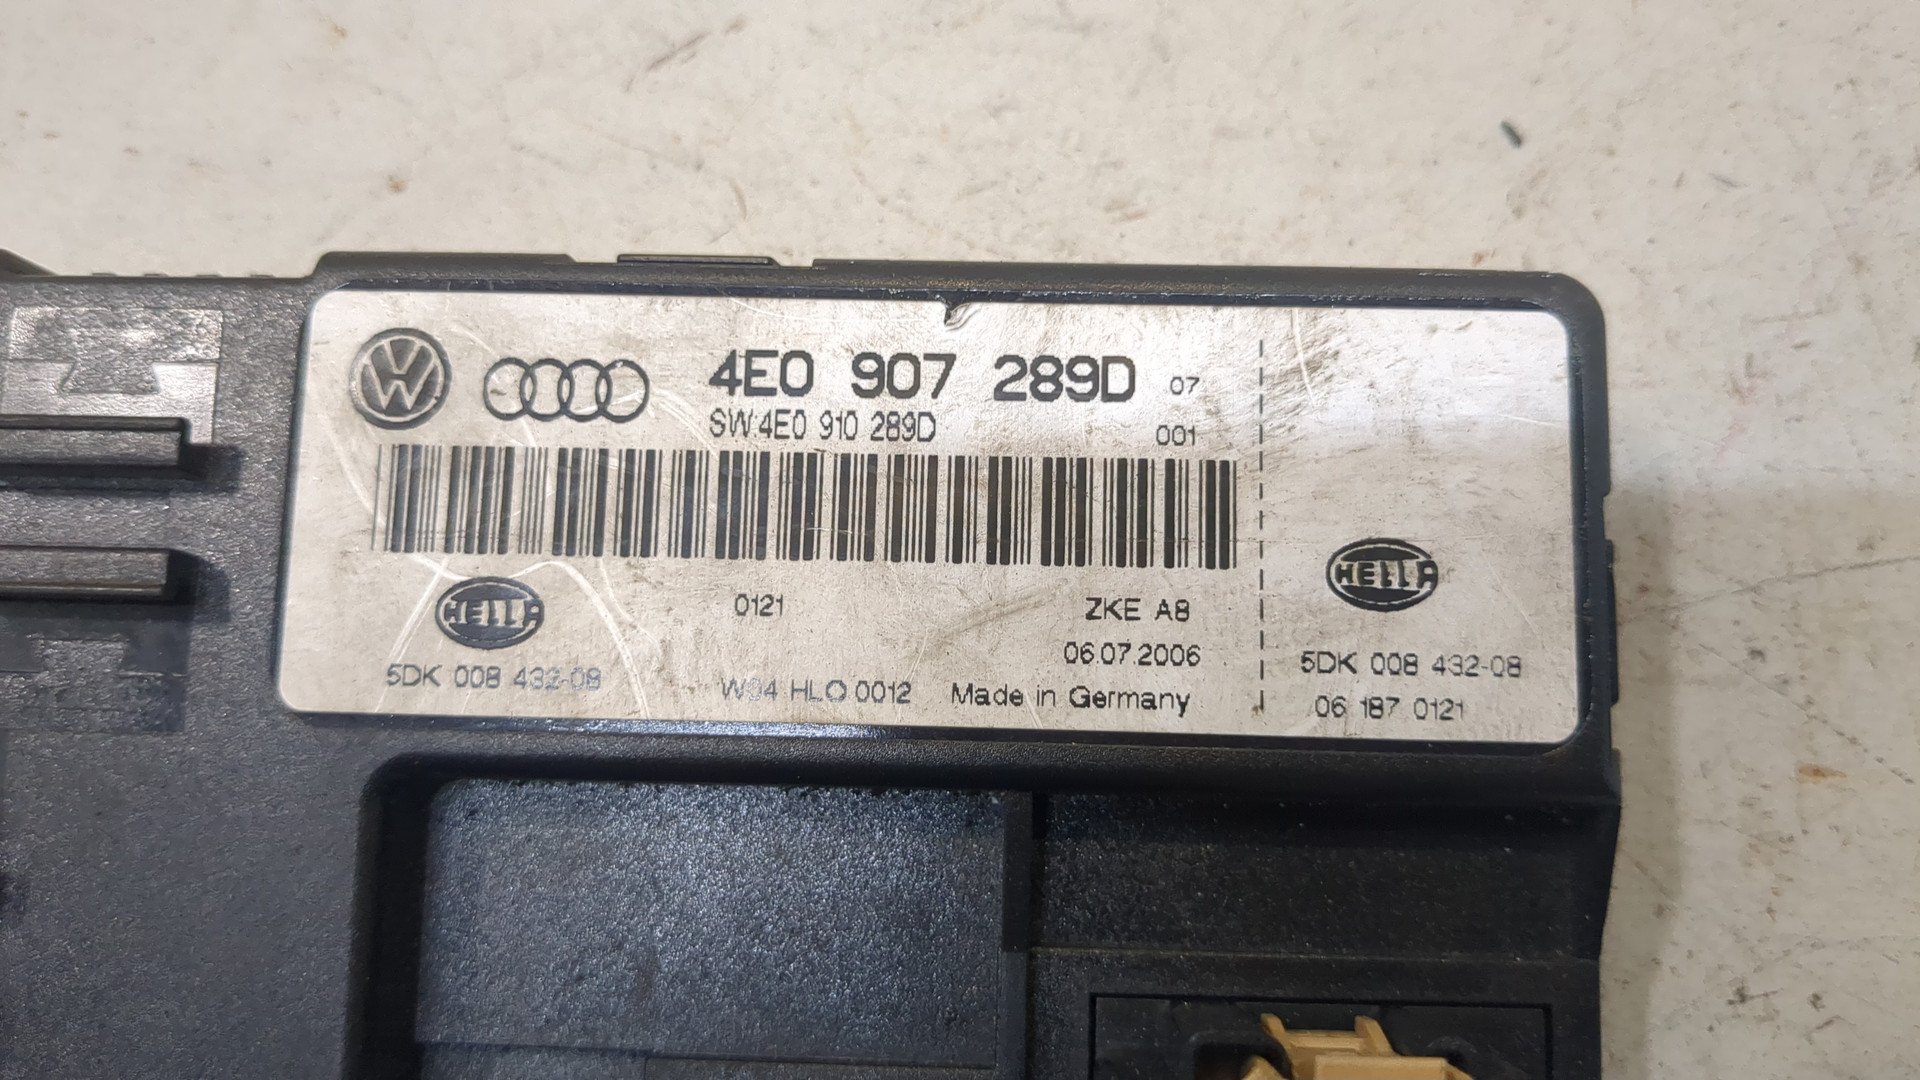 4E0 907 289D 07
SW:4E0 910 289D 001
HELLA
0121
ZKE A8
06.07.2006
5DK 008 432-08
W04 HLO 0012
Made in Germany
HELLA
5DK 008 432-08
06 187 0121